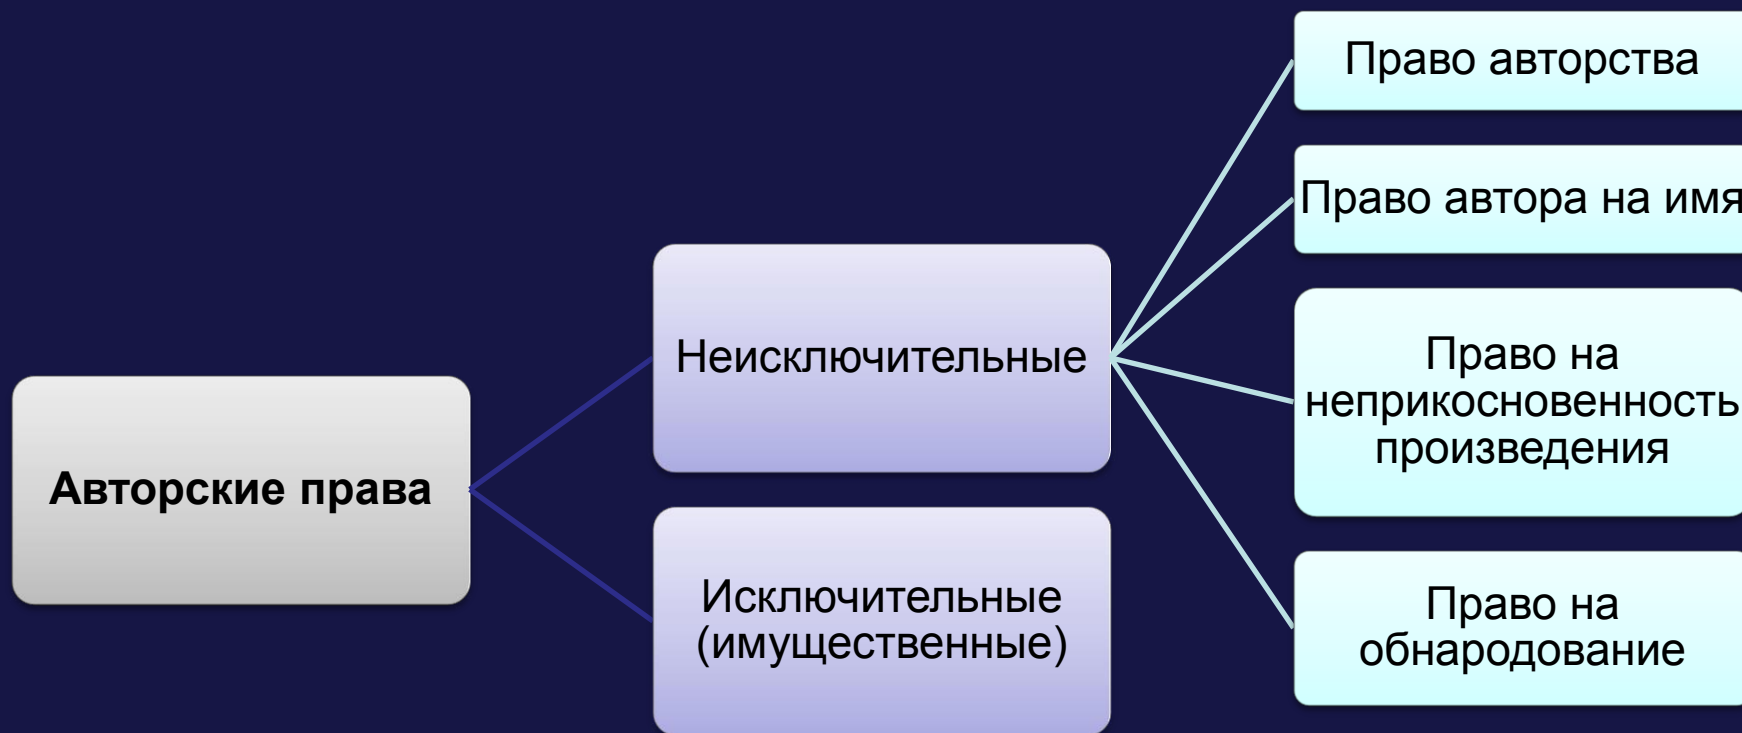 Авторские права
Неисключительные
Исключительные
(имущественные)
Право авторства
Право автора на имя
Право на
неприкосновенность
произведения
Право на
обнародование